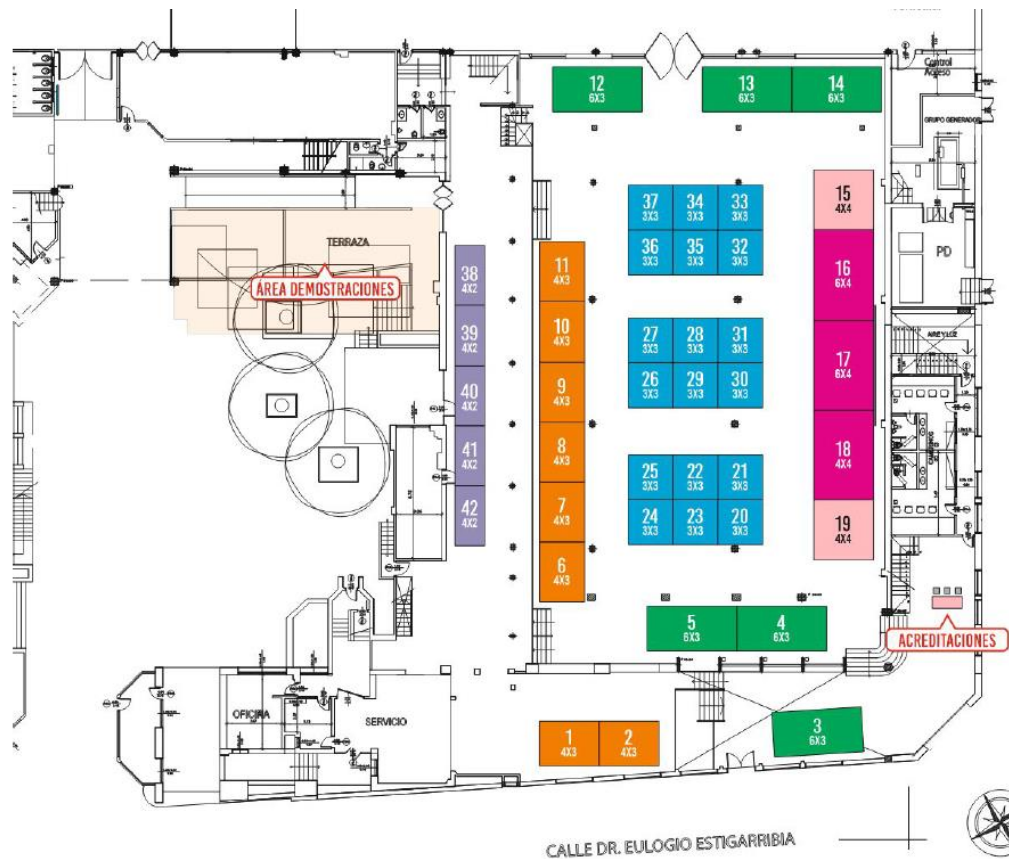 Control
Acceso
12
6X3
13
6X3
14
6X3
GRUPO GENERADOR
15
4X4
37
3X3
34
3X3
33
3X3
TERRAZA
36
3X3
35
3X3
32
3X3
PD
16
6X4
38
4X2
11
4X3
ÁREA DEMOSTRACIONES
39
4X2
10
4X3
27
3X3
28
3X3
31
3X3
17
6X4
AIRE Y LUZ
40
4X2
9
4X3
26
3X3
29
3X3
30
3X3
41
4X2
8
4X3
18
4X4
25
3X3
22
3X3
21
3X3
42
4X2
7
4X3
24
3X3
23
3X3
20
3X3
19
4X4
6
4X3
5
6X3
4
6X3
ACREDITACIONES
OFICINA
SERVICIO
1
4X3
2
4X3
3
6X3
CALLE DR. EULOGIO ESTIGARRIBIA